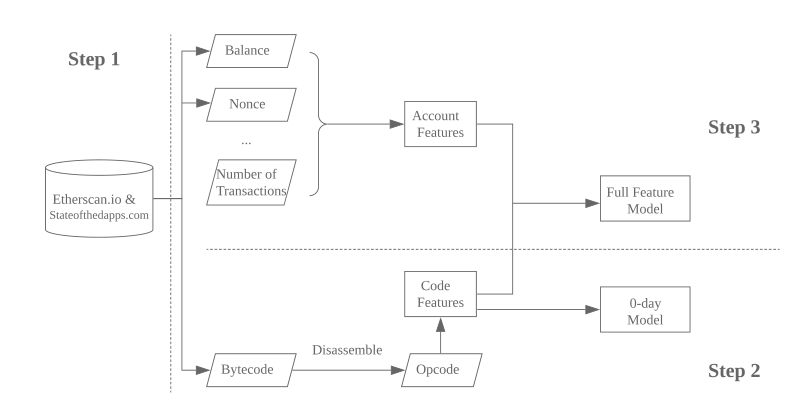 Step 1
Balance
Nonce
...
Number of
Transactions
Etherscan.io &
Stateofthedapps.com
Account
Features
Step 3
Full Feature
Model
Code
Features
0-day
Model
Disassemble
Bytecode
Opcode
Step 2